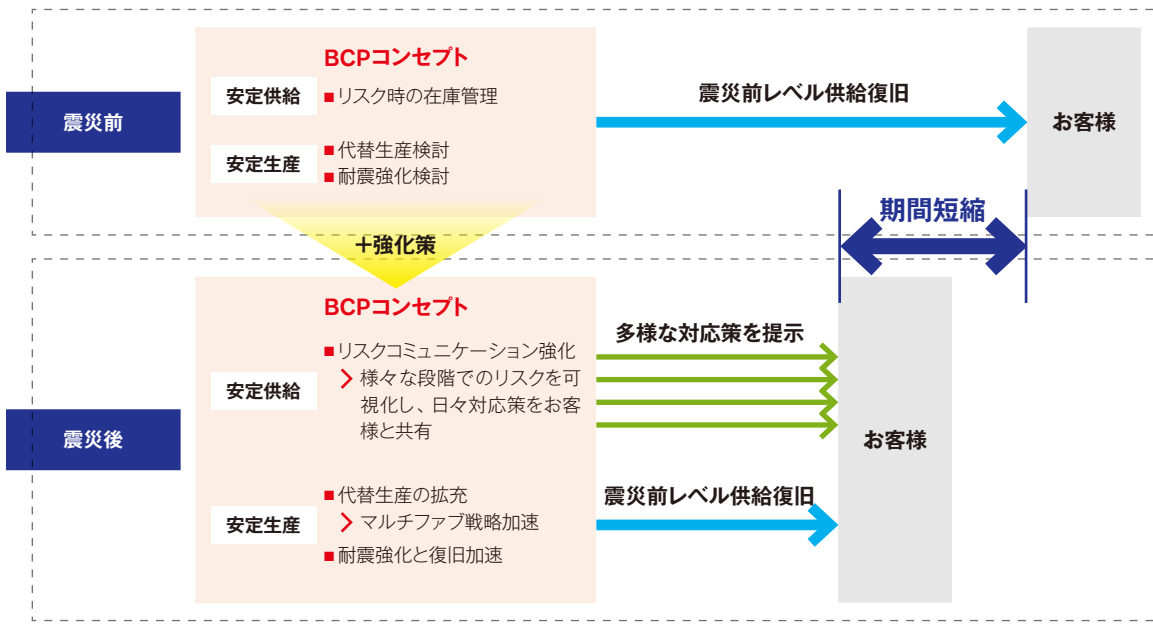 震災前
BCPコンセプト
安定供給
■リスク時の在庫管理
安定生産
■代替生産検討
■耐震強化検討
震災前レベル供給復旧
お客様
期間短縮
＋強化策
震災後
BCPコンセプト
安定供給
■リスクコミュニケーション強化
様々な段階でのリスクを可
視化し、日々対応策をお客
様と共有
安定生産
■代替生産の拡充
マルチファブ戦略加速
■耐震強化と復旧加速
多様な対応策を提示
震災前レベル供給復旧
お客様